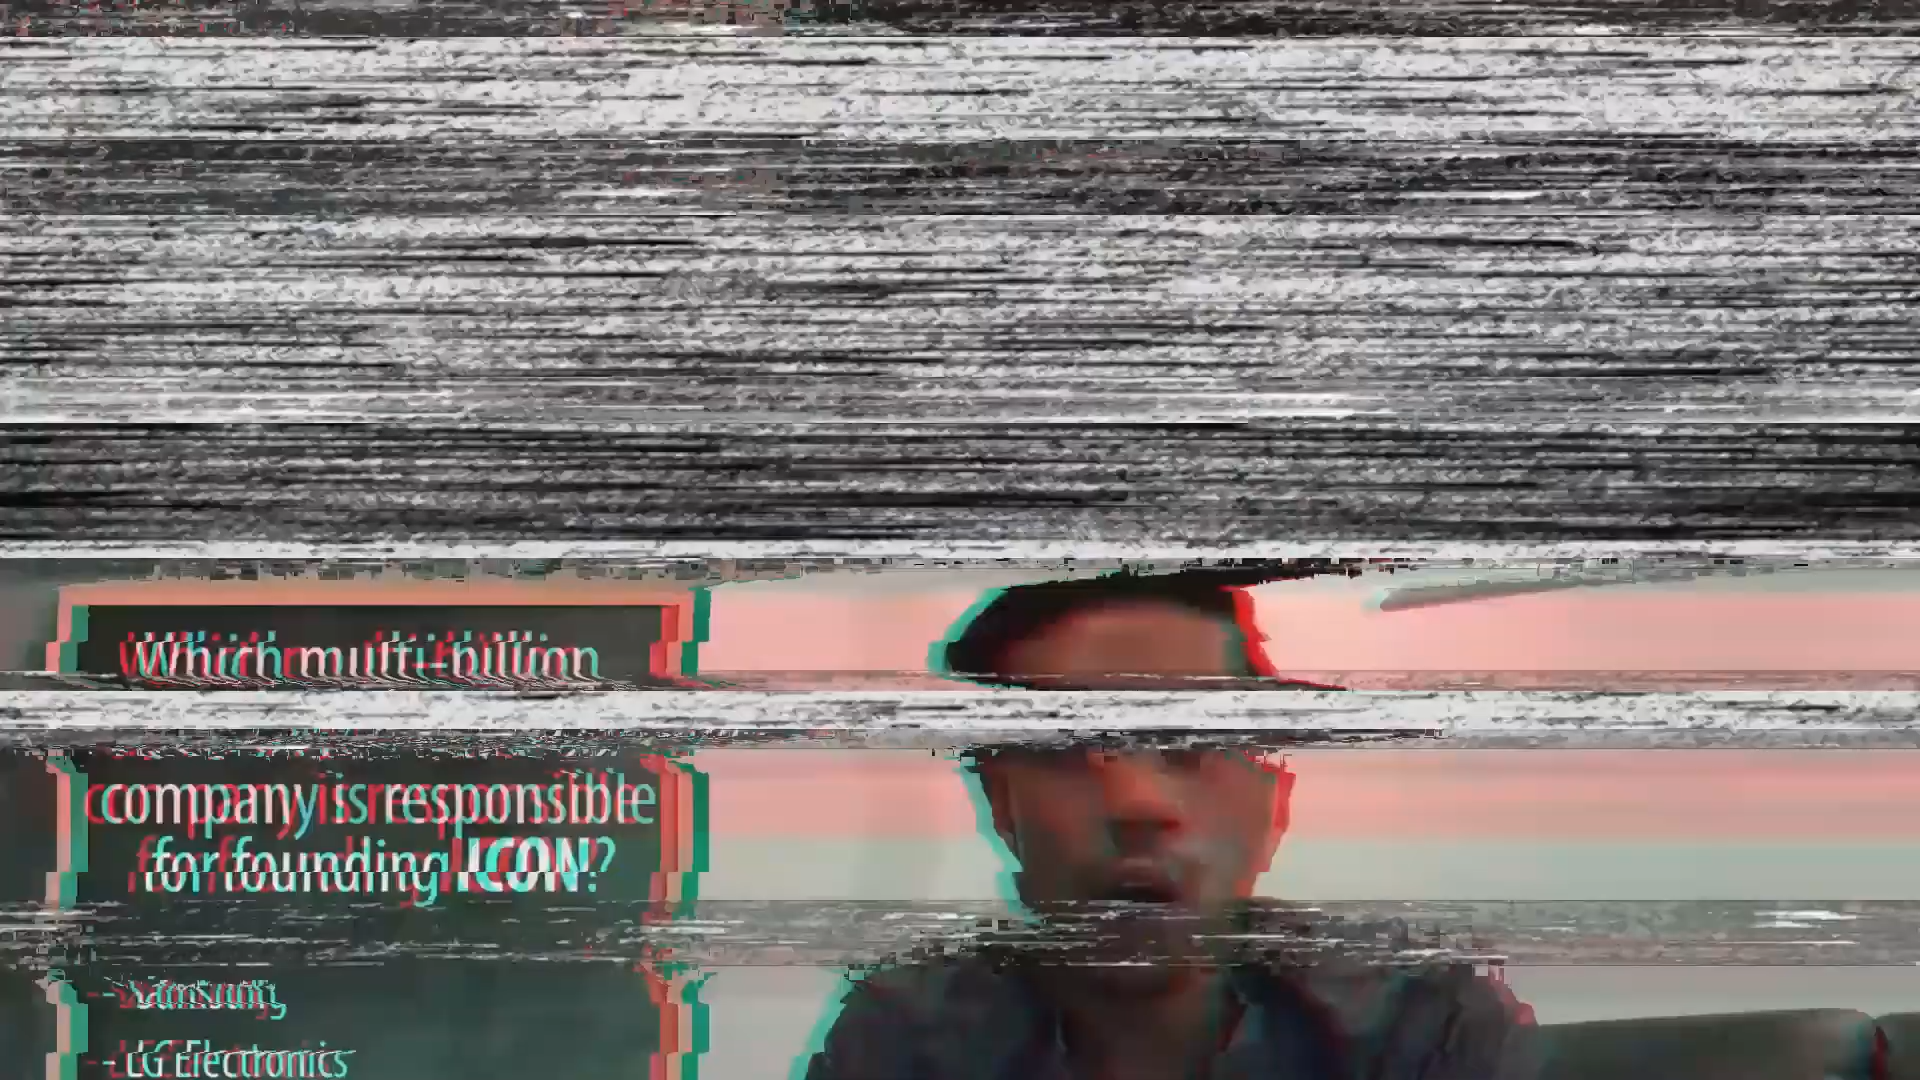 Which multi-billion
company is responsible
for founding ICON?
- Samsung
- LG Electronics